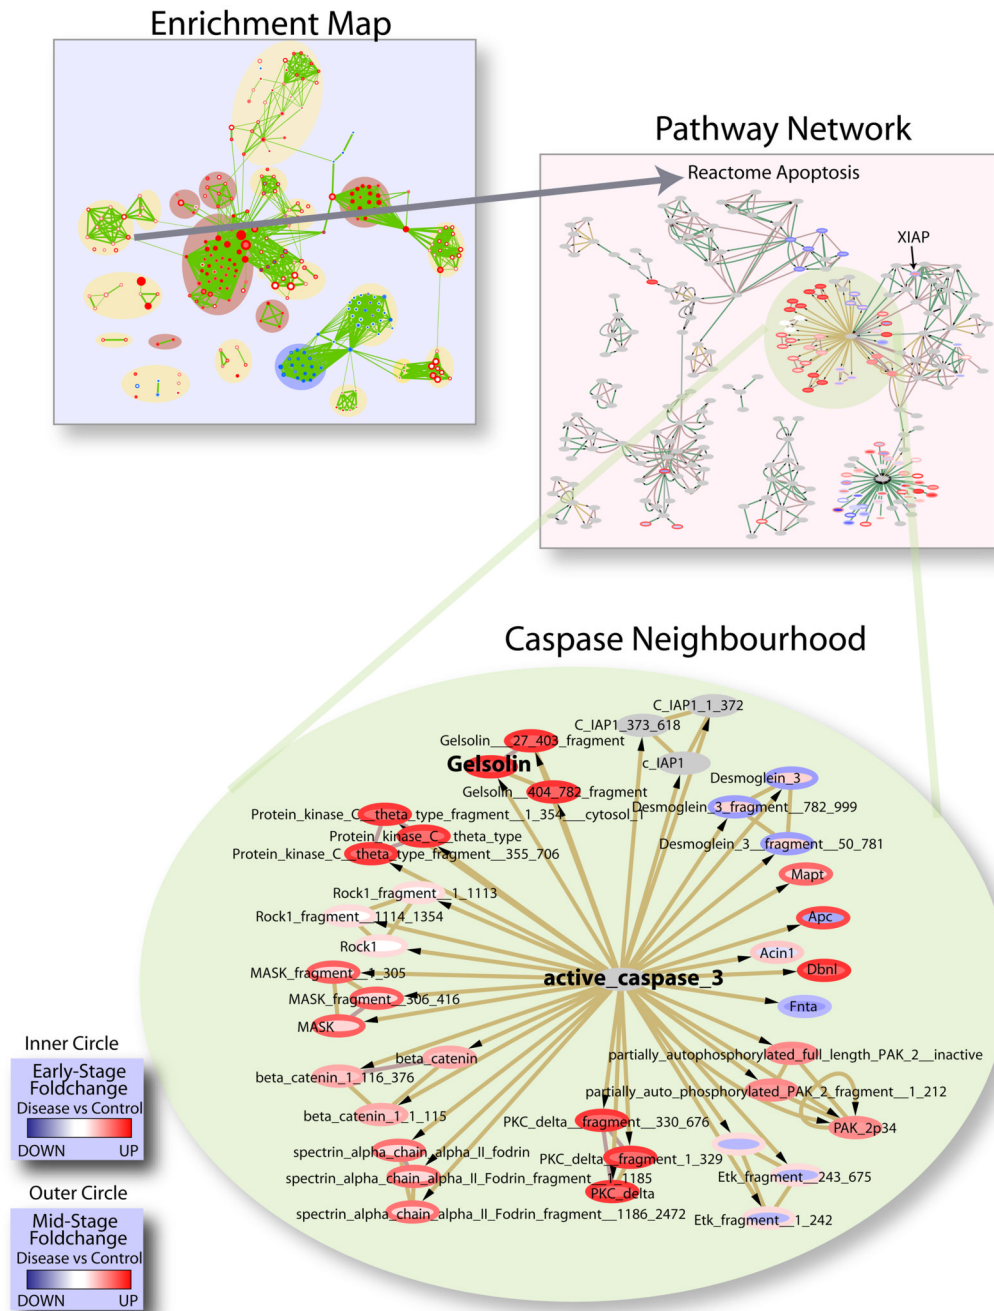 Enrichment Map
Pathway Network
Reactome Apoptosis
XIAP
Caspase Neighbourhood
C_IAP1_1_372
C_IAP1_373_618
Gelsolin__27_403_fragment
c_IAP1
Gelsolin
Desmoglein_3
Gelsolin__404_782_fragment
Desmoglein_3_fragment__782_999
Protein_kinase_C__theta_type_fragment__1_354__cytosol_1
Protein_kinase_C__theta_type
Desmoglein_3__fragment__50_781
Protein_kinase_C__theta_type_fragment__355_706
Mapt
Rock1_fragment__1_1113
Rock1_fragment__1114_1354
Apc
Rock1
Acin1
MASK_fragment__1_305
Dbnl
active_caspase_3
MASK_fragment__306_416
Fnta
MASK
Inner Circle
Early-Stage
Foldchange
Disease vs Control
DOWN UP
beta_catenin
partially_autophosphorylated_full_length_PAK_2__inactive
beta_catenin_1_116_376
partially_auto_phosphorylated_PAK_2_fragment__1_212
beta_catenin_1_1_115
PKC_delta__fragment__330_676
PAK_2p34
spectrin_alpha_chain_alpha_II_fodrin
PKC_delta__fragment_1_329
spectrin_alpha_chain_alpha_II_Fodrin_fragment__1_1185
Etk_fragment__243_675
PKC_delta
spectrin_alpha_chain_alpha_II_Fodrin_fragment__1186_2472
Etk_fragment__1_242
Outer Circle
Mid-Stage
Foldchange
Disease vs Control
DOWN UP